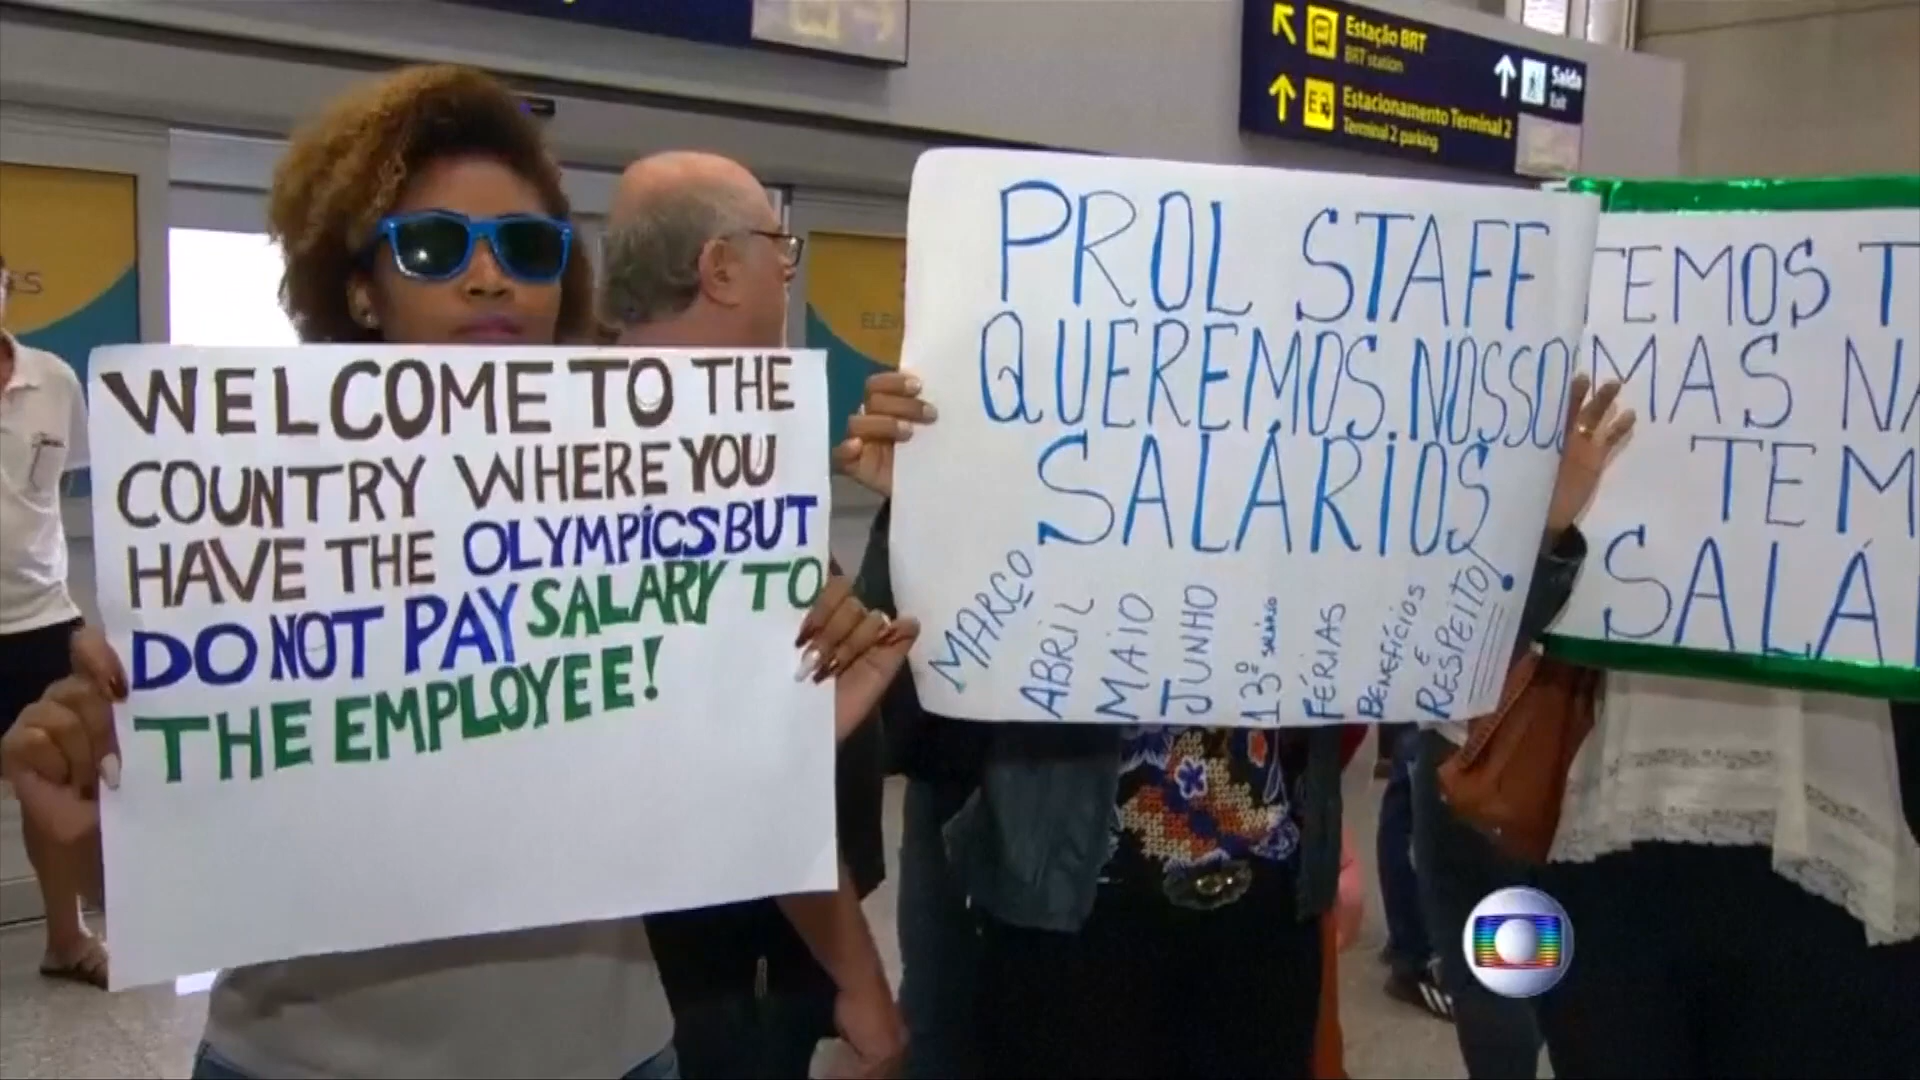 Estação BRT
BRT station
Estacionamento Terminal 2
Terminal 2 parking
Saída
Exit
WELCOME TO THE
COUNTRY WHERE YOU
HAVE THE OLYMPICS BUT
DO NOT PAY SALARY TO
THE EMPLOYEE!
PROL STAFF
QUEREMOS NOSSOS
SALÁRIOS!
MARÇO
ABRIL
MAIO
JUNHO
13º SALÁRIO
FÉRIAS
BENEFÍCIOS
E
RESPEITO
TEMOS T
MAS NA
TEM
SALÁ